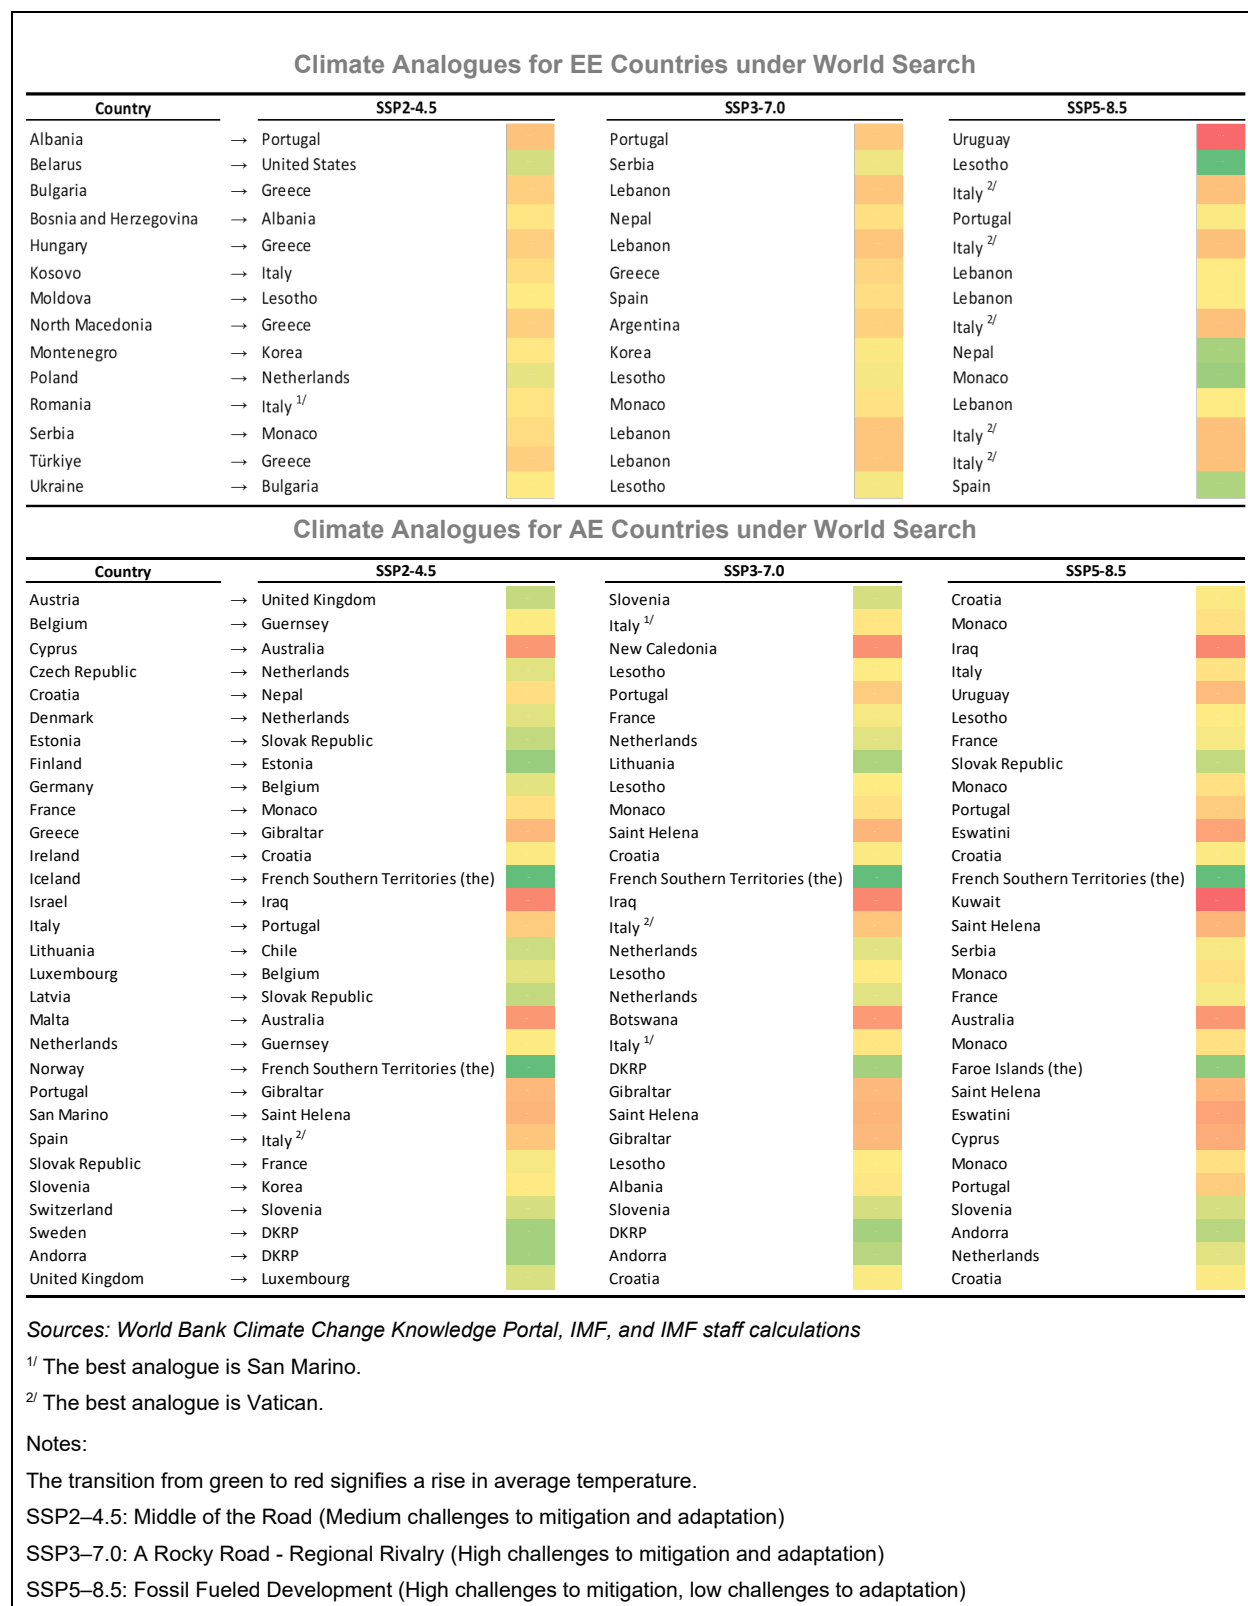 Climate Analogues for EE Countries under World Search
Country SSP2-4.5 SSP3-7.0 SSP5-8.5
Albania → Portugal Portugal Uruguay
Belarus → United States Serbia Lesotho
Bulgaria → Greece Lebanon Italy 2/
Bosnia and Herzegovina → Albania Nepal Portugal
Hungary → Greece Lebanon Italy 2/
Kosovo → Italy Greece Lebanon
Moldova → Lesotho Spain Lebanon
North Macedonia → Greece Argentina Italy 2/
Montenegro → Korea Korea Nepal
Poland → Netherlands Lesotho Monaco
Romania → Italy 1/ Monaco Lebanon
Serbia → Monaco Lebanon Italy 2/
Türkiye → Greece Lebanon Italy 2/
Ukraine → Bulgaria Lesotho Spain
Climate Analogues for AE Countries under World Search
Country → SSP2-4.5 SSP3-7.0 SSP5-8.5
Austria → United Kingdom Slovenia Croatia
Belgium → Guernsey Italy 1/ Monaco
Cyprus → Australia New Caledonia Iraq
Czech Republic → Netherlands Lesotho Italy
Croatia → Nepal Portugal Uruguay
Denmark → Netherlands France Lesotho
Estonia → Slovak Republic Netherlands France
Finland → Estonia Lithuania Slovak Republic
Germany → Belgium Lesotho Monaco
France → Monaco Monaco Portugal
Greece → Gibraltar Saint Helena Eswatini
Ireland → Croatia Croatia Croatia
Iceland → French Southern Territories (the) French Southern Territories (the) French Southern Territories (the)
Israel → Iraq Iraq Kuwait
Italy → Portugal Italy 2/ Saint Helena
Lithuania → Chile Netherlands Serbia
Luxembourg → Belgium Lesotho Monaco
Latvia → Slovak Republic Netherlands France
Malta → Australia Botswana Australia
Netherlands → Guernsey Italy 1/ Monaco
Norway → French Southern Territories (the) DKRP Faroe Islands (the)
Portugal → Gibraltar Gibraltar Saint Helena
San Marino → Saint Helena Saint Helena Eswatini
Spain → Italy 2/ Gibraltar Cyprus
Slovak Republic → France Lesotho Monaco
Slovenia → Korea Albania Portugal
Switzerland → Slovenia Slovenia Slovenia
Sweden → DKRP DKRP Andorra
Andorra → DKRP Andorra Netherlands
United Kingdom → Luxembourg Croatia Croatia
Sources: World Bank Climate Change Knowledge Portal, IMF, and IMF staff calculations
1/ The best analogue is San Marino.
2/ The best analogue is Vatican.
Notes:
The transition from green to red signifies a rise in average temperature.
SSP2–4.5: Middle of the Road (Medium challenges to mitigation and adaptation)
SSP3–7.0: A Rocky Road - Regional Rivalry (High challenges to mitigation and adaptation)
SSP5–8.5: Fossil Fueled Development (High challenges to mitigation, low challenges to adaptation)